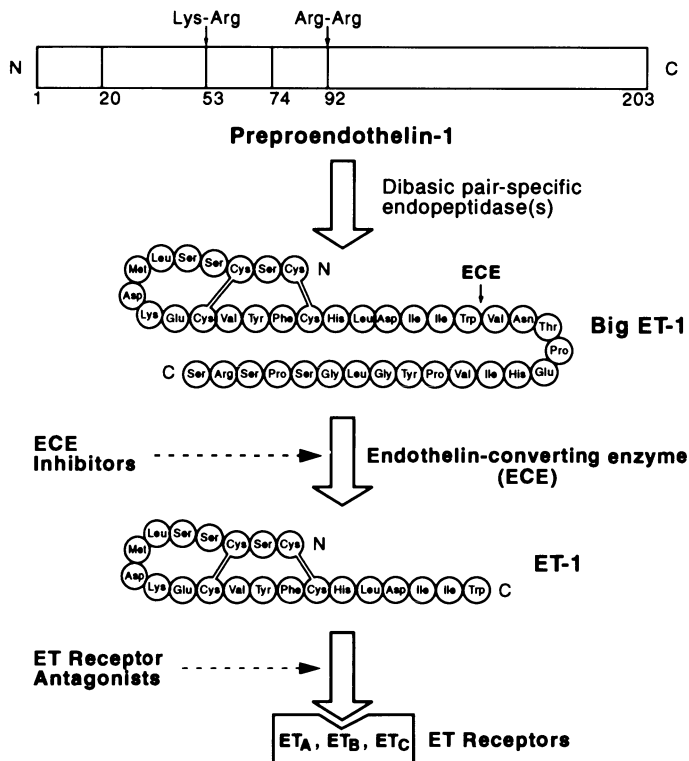 Lys-Arg Arg-Arg
N C
1 20 53 74 92 203
Preproendothelin-1
Dibasic pair-specific
endopeptidase(s)
Leu Ser Ser Cys Ser Cys N
Met
Asp
ECE
Lys Glu Cys Val Tyr Phe Cys His Leu Asp Ile Ile Trp Val Asn Thr
Big ET-1
Pro
C Ser Arg Ser Pro Ser Gly Leu Gly Tyr Pro Val Ile His Glu
ECE
Inhibitors
Endothelin-converting enzyme
(ECE)
Leu Ser Ser Cys Ser Cys N
Met
ET-1
Asp
Lys Glu Cys Val Tyr Phe Cys His Leu Asp Ile Ile Trp C
ET Receptor
Antagonists
ETA, ETB, ETC ET Receptors